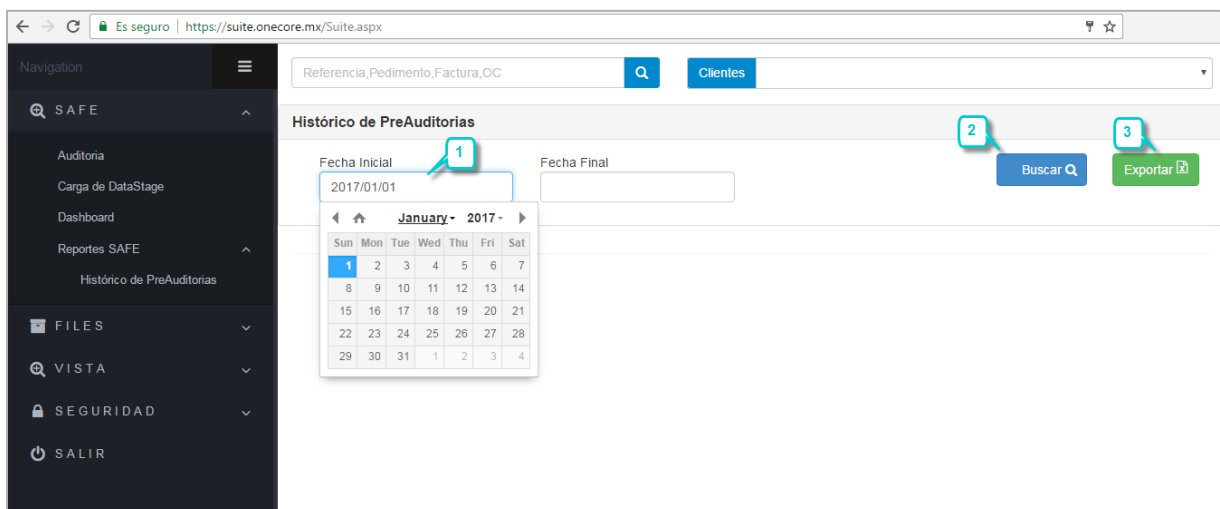 Es seguro | https://suite.onecore.mx/Suite.aspx
Navigation
Referencia,Pedimento,Factura,OC
Clientes
SAFE
Histórico de PreAuditorias
2
3
1
Auditoria
Fecha Inicial
Fecha Final
Buscar
Exportar
Carga de DataStage
2017/01/01
Dashboard
January 2017
Reportes SAFE
Sun Mon Tue Wed Thu Fri Sat
1 2 3 4 5 6 7
Histórico de PreAuditorias
8 9 10 11 12 13 14
15 16 17 18 19 20 21
FILES
22 23 24 25 26 27 28
29 30 31 1 2 3 4
VISTA
SEGURIDAD
SALIR